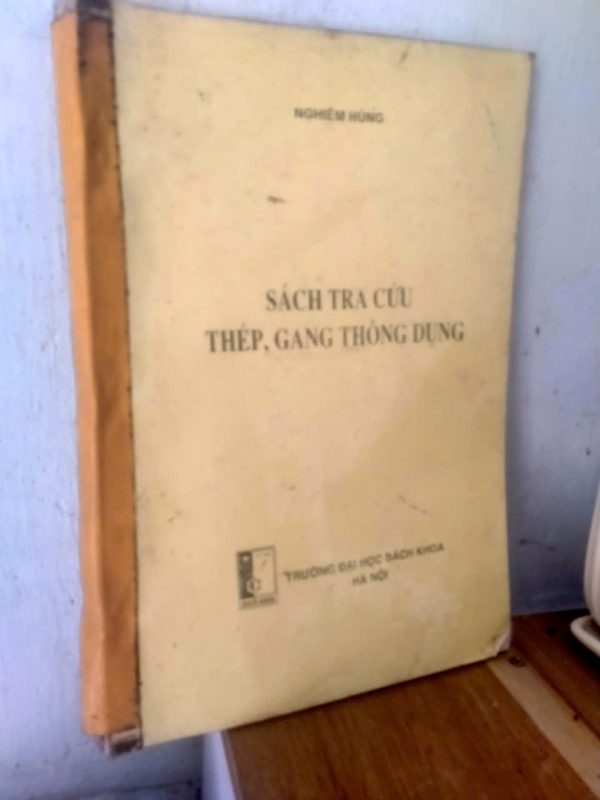 NGHIÊM HÙNG
SÁCH TRA CỨU
THÉP, GANG THÔNG DỤNG
TRƯỜNG ĐẠI HỌC BÁCH KHOA
HÀ NỘI